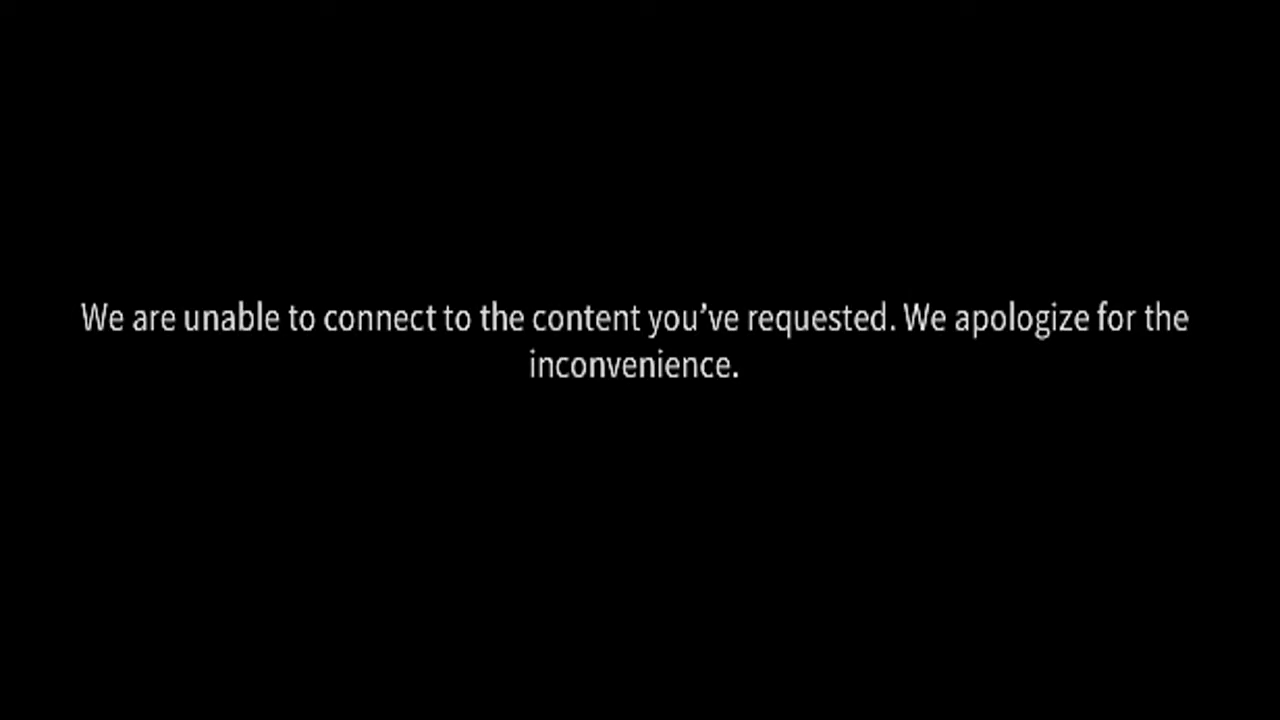 We are unable to connect to the content you've requested. We apologize for the
inconvenience.